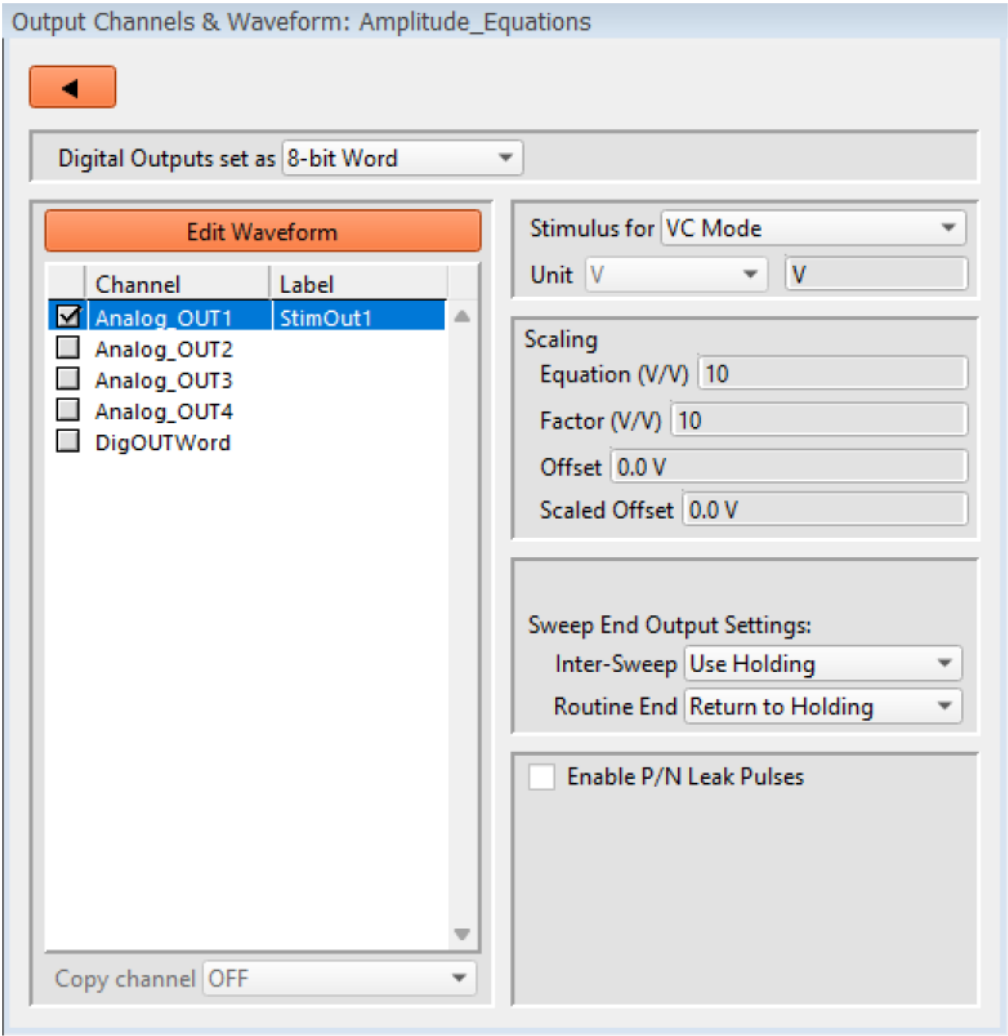 Output Channels & Waveform: Amplitude_Equations
Digital Outputs set as 8-bit Word
Edit Waveform
Channel Label
Analog_OUT1 StimOut1
Analog_OUT2
Analog_OUT3
Analog_OUT4
DigOUTWord
Copy channel OFF
Stimulus for VC Mode
Unit V V
Scaling
Equation (V/V) 10
Factor (V/V) 10
Offset 0.0 V
Scaled Offset 0.0 V
Sweep End Output Settings:
Inter-Sweep Use Holding
Routine End Return to Holding
Enable P/N Leak Pulses